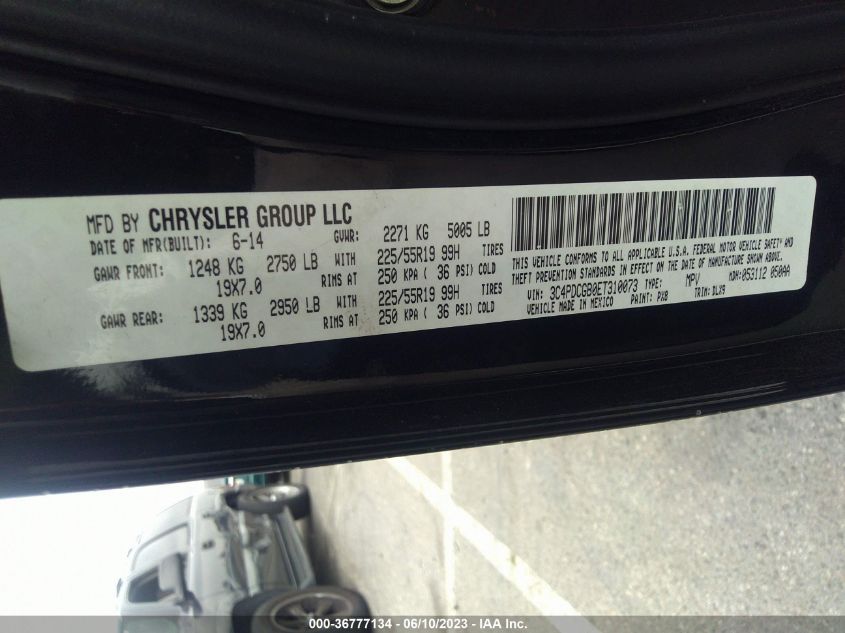 MFD BY CHRYSLER GROUP LLC
DATE OF MFR(BUILT): 6-14 GVWR: 2271 KG 5005 LB
GAWR FRONT: 1248 KG 2750 LB WITH 225/55R19 99H TIRES
19X7.0 RIMS AT 250 KPA ( 36 PSI) COLD
GAWR REAR: 1339 KG 2950 LB WITH 225/55R19 99H TIRES
19X7.0 RIMS AT 250 KPA ( 36 PSI) COLD
THIS VEHICLE CONFORMS TO ALL APPLICABLE U.S.A. FEDERAL MOTOR VEHICLE SAFETY AND
THEFT PREVENTION STANDARDS IN EFFECT ON THE DATE OF MANUFACTURE SHOWN ABOVE.
VIN: 3C4PDCGB0ET310073 TYPE: MPV MDH: 053112 050AA
VEHICLE MADE IN MEXICO PAINT: PX8 TRIM: DLX9
000-36777134 - 06/10/2023 - IAA Inc.